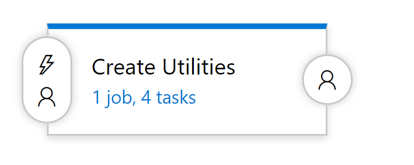 Create Utilities
1 job, 4 tasks